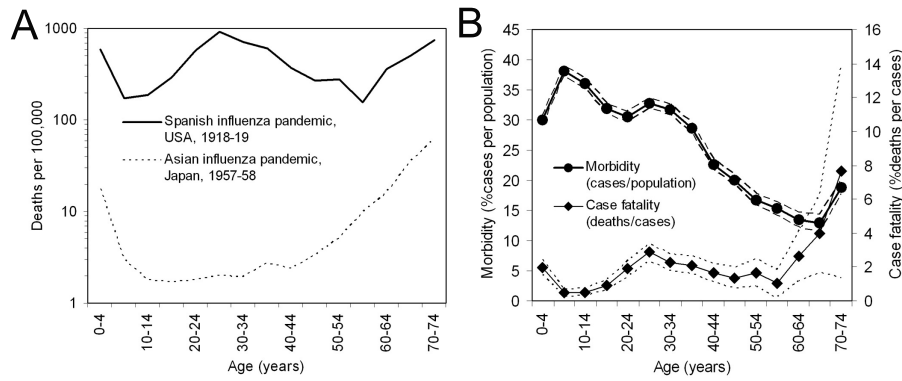 A
Deaths per 100,000
1000
100
10
1
Spanish influenza pandemic,
USA, 1918-19
Asian influenza pandemic,
Japan, 1957-58
0-4
10-14
20-24
30-34
40-44
50-54
60-64
70-74
Age (years)
B
Morbidity (%cases per population)
45
40
35
30
25
20
15
10
5
0
Morbidity
(cases/population)
Case fatality
(deaths/cases)
16
14
12
10
8
6
4
2
0
Case fatality (%deaths per cases)
0-4
10-14
20-24
30-34
40-44
50-54
60-64
70-74
Age (years)